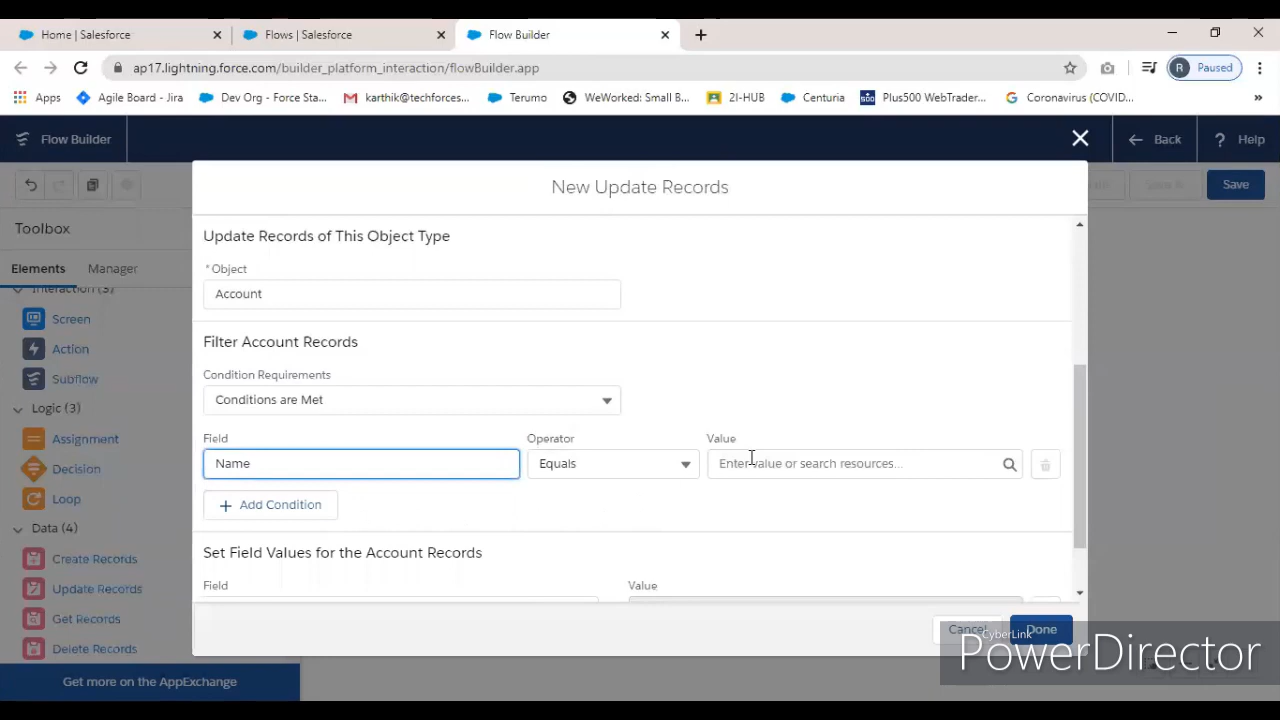 Home | Salesforce
Flows | Salesforce
Flow Builder
ap17.lightning.force.com/builder_platform_interaction/flowBuilder.app
R Paused
Apps
Agile Board - Jira
Dev Org - Force Sta...
karthik@techforces...
Terumo
WeWorked: Small B...
2I-HUB
Centuria
500
Plus500 WebTrader...
Coronavirus (COVID...
»
Flow Builder
Back
? Help
New Update Records
Save
Toolbox
Elements
Manager
Interaction (3)
Screen
Action
Subflow
Logic (3)
Assignment
Decision
Loop
Data (4)
Create Records
Update Records
Get Records
Delete Records
Get more on the AppExchange
Update Records of This Object Type
* Object
Account
Filter Account Records
Condition Requirements
Conditions are Met
Field
Operator
Value
Name
Equals
Enter value or search resources...
+ Add Condition
Set Field Values for the Account Records
Field
Value
Cancel
Done
CyberLink
PowerDirector